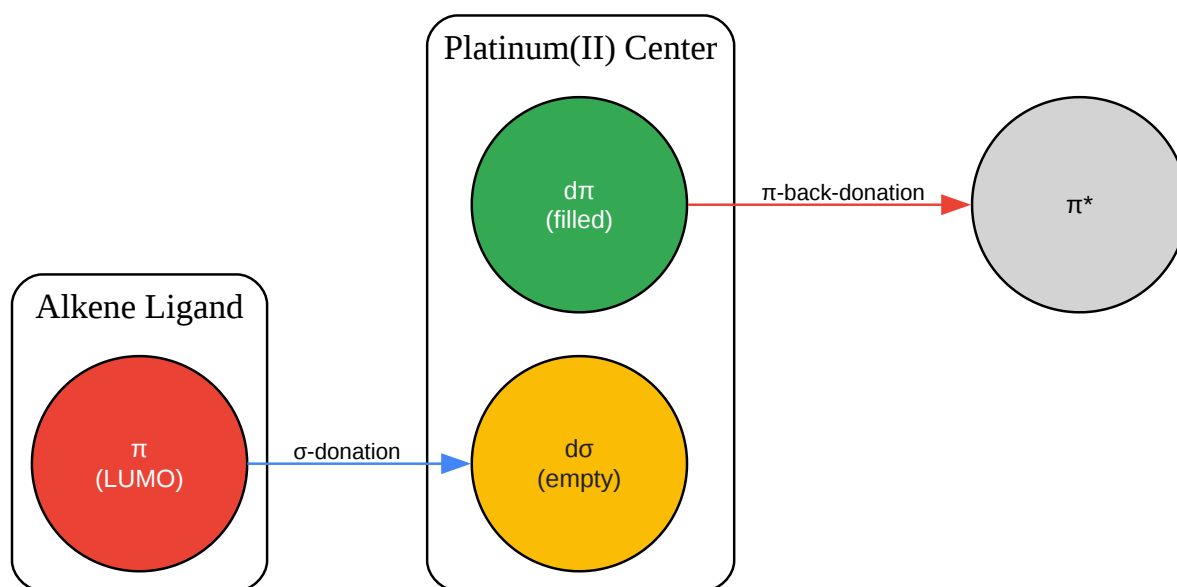 Platinum(II) Center
dπ
(filled)
π-back-donation
π*
Alkene Ligand
π
(LUMO)
σ-donation
dσ
(empty)